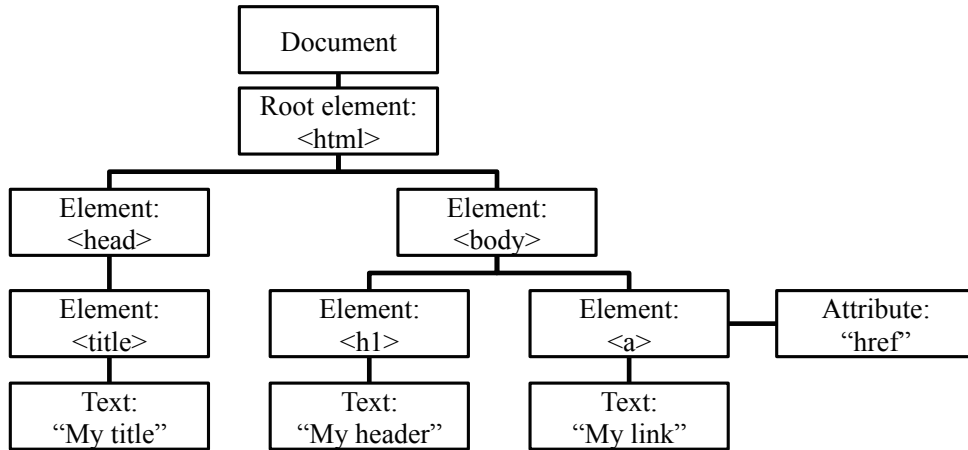 Document
Root element:
<html>
Element:
<head>
Element:
<body>
Element:
<title>
Element:
<h1>
Element:
<a>
Attribute:
“href”
Text:
“My title”
Text:
“My header”
Text:
“My link”